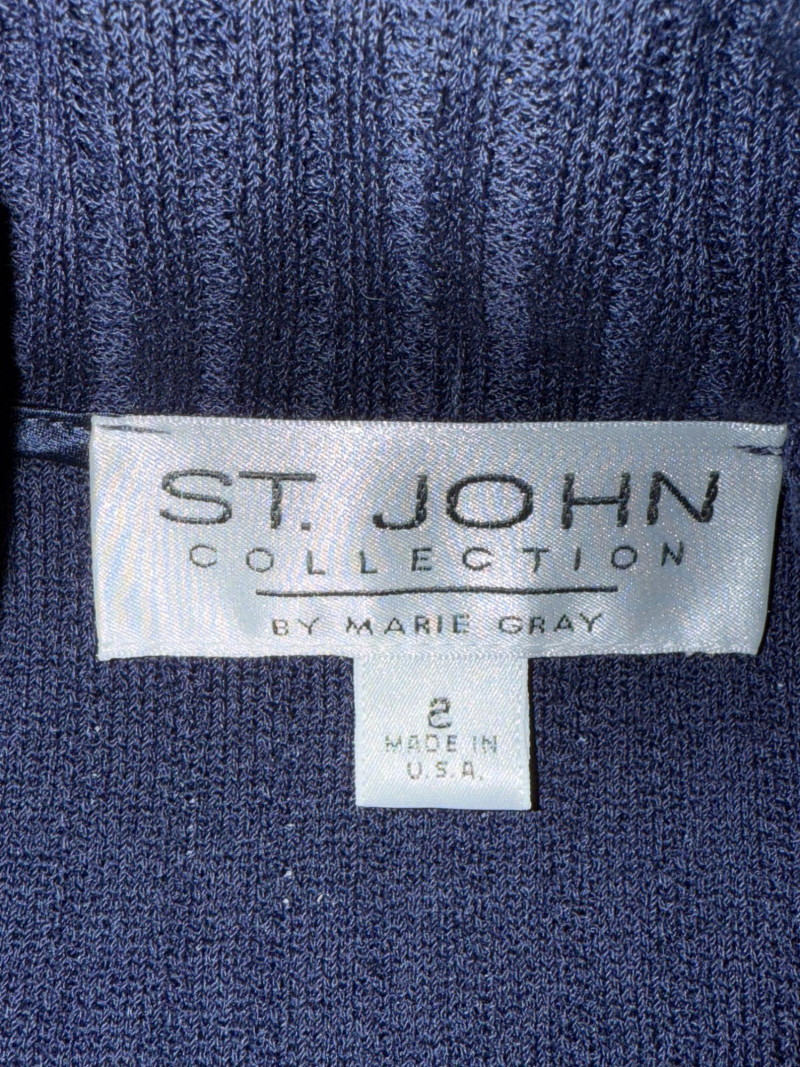 ST. JOHN
COLLECTION
BY MARIE GRAY
2
MADE IN
U.S.A.